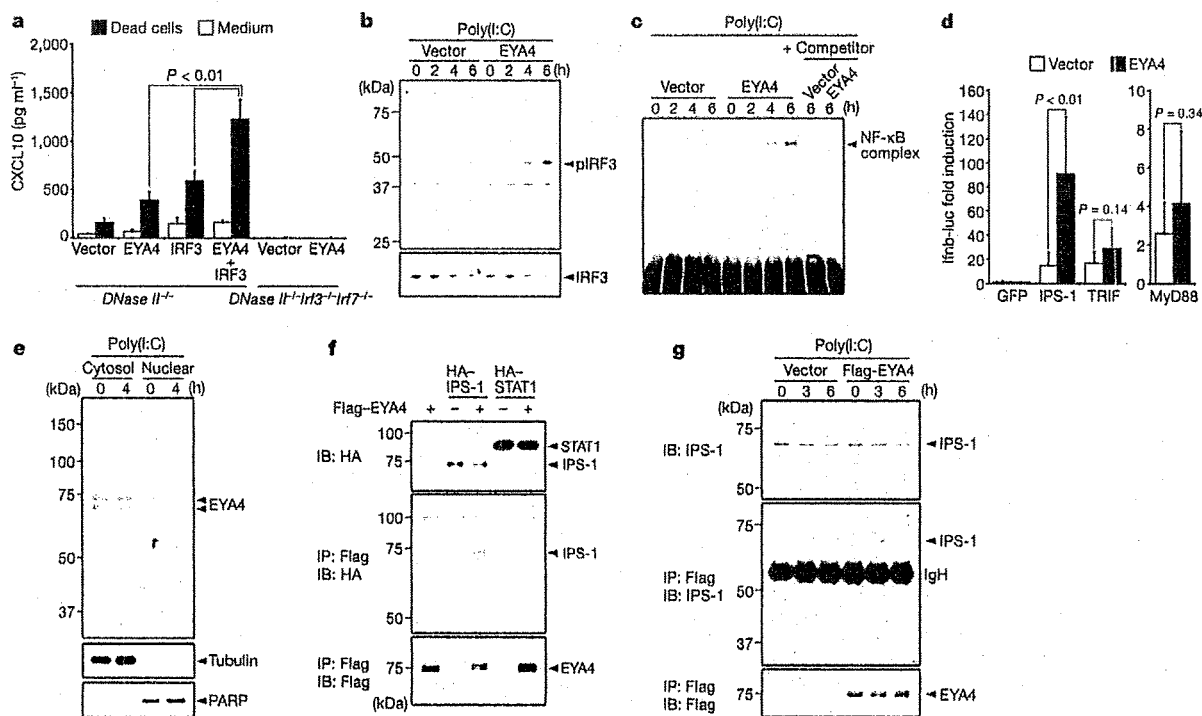 a
Dead cells Medium
2,000
1,500
1,000
500
0
CXCL10 (pg ml⁻¹)
P < 0.01
Vector EYA4 IRF3 EYA4 + IRF3 Vector EYA4
DNase II⁻/⁻ DNase II⁻/⁻Irf3⁻/⁻Irf7⁻/⁻
b
Poly(I:C)
Vector EYA4
0 2 4 6 0 2 4 6 (h)
(kDa)
75
50
37
25
pIRF3
IRF3
c
Poly(I:C)
+ Competitor
Vector EYA4 Vector EYA4
0 2 4 6 0 2 4 6 6 6 (h)
NF-κB
complex
d
Vector EYA4
160
140
120
100
80
60
40
20
0
Ifnb-luc fold induction
P < 0.01
P = 0.14
GFP IPS-1 TRIF
10
8
6
4
2
0
P = 0.34
MyD88
e
Poly(I:C)
Cytosol Nuclear
(kDa) 0 4 0 4 (h)
150
100
75
50
37
EYA4
Tubulin
PARP
f
HA–IPS-1 HA–STAT1
Flag–EYA4 + – + – +
100
75
IB: HA
STAT1
IPS-1
100
75
50
IP: Flag
IB: HA
IPS-1
IP: Flag
IB: Flag
75
EYA4
(kDa)
g
Poly(I:C)
Vector Flag-EYA4
0 3 6 0 3 6 (h)
(kDa)
75
IB: IPS-1
50
IPS-1
75
IPS-1
IP: Flag
IB: IPS-1
50
IgH
37
IP: Flag
IB: Flag
75
EYA4